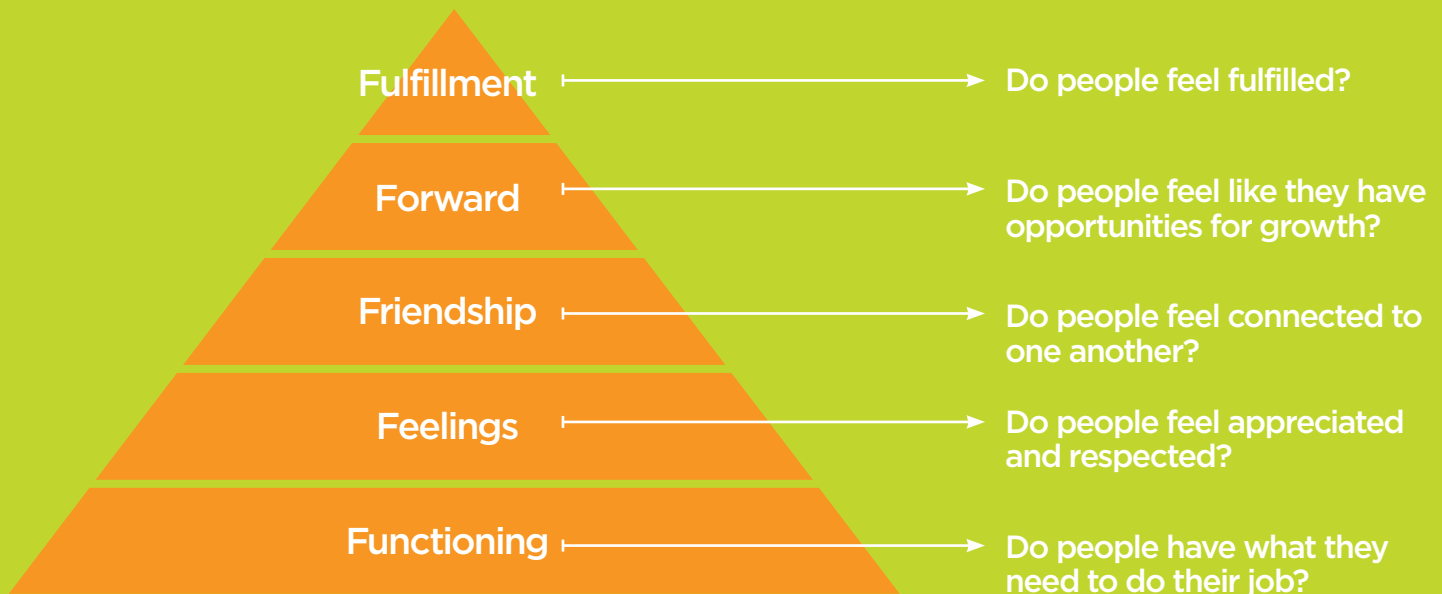 Fulfillment
Do people feel fulfilled?
Forward
Do people feel like they have
opportunities for growth?
Friendship
Do people feel connected to
one another?
Feelings
Do people feel appreciated
and respected?
Functioning
Do people have what they
need to do their job?